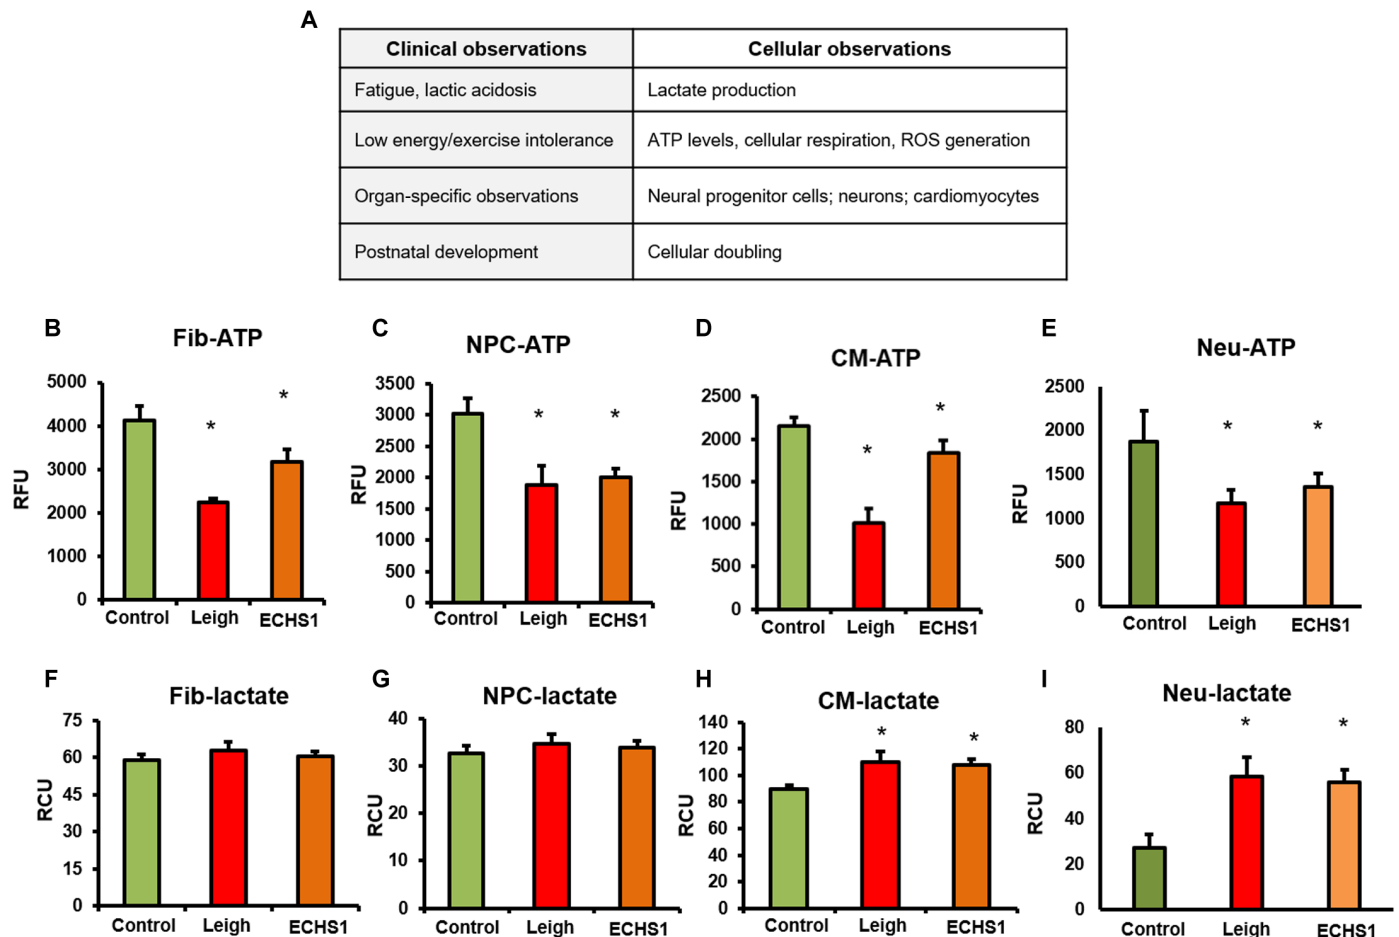 A
Clinical observations Cellular observations
Fatigue, lactic acidosis Lactate production
Low energy/exercise intolerance ATP levels, cellular respiration, ROS generation
Organ-specific observations Neural progenitor cells; neurons; cardiomyocytes
Postnatal development Cellular doubling
B
Fib-ATP
5000
4000
3000
2000
1000
0
RFU
* *
Control Leigh ECHS1
C
NPC-ATP
3500
3000
2500
2000
1500
1000
500
0
RFU
* *
Control Leigh ECHS1
D
CM-ATP
2500
2000
1500
1000
500
0
RFU
* *
Control Leigh ECHS1
E
Neu-ATP
2500
2000
1500
1000
500
0
RFU
* *
Control Leigh ECHS1
F
Fib-lactate
75
60
45
30
15
0
RCU
Control Leigh ECHS1
G
NPC-lactate
40
30
20
10
0
RCU
Control Leigh ECHS1
H
CM-lactate
140
120
100
80
60
40
20
0
RCU
* *
Control Leigh ECHS1
I
Neu-lactate
80
60
40
20
0
RCU
* *
Control Leigh ECHS1